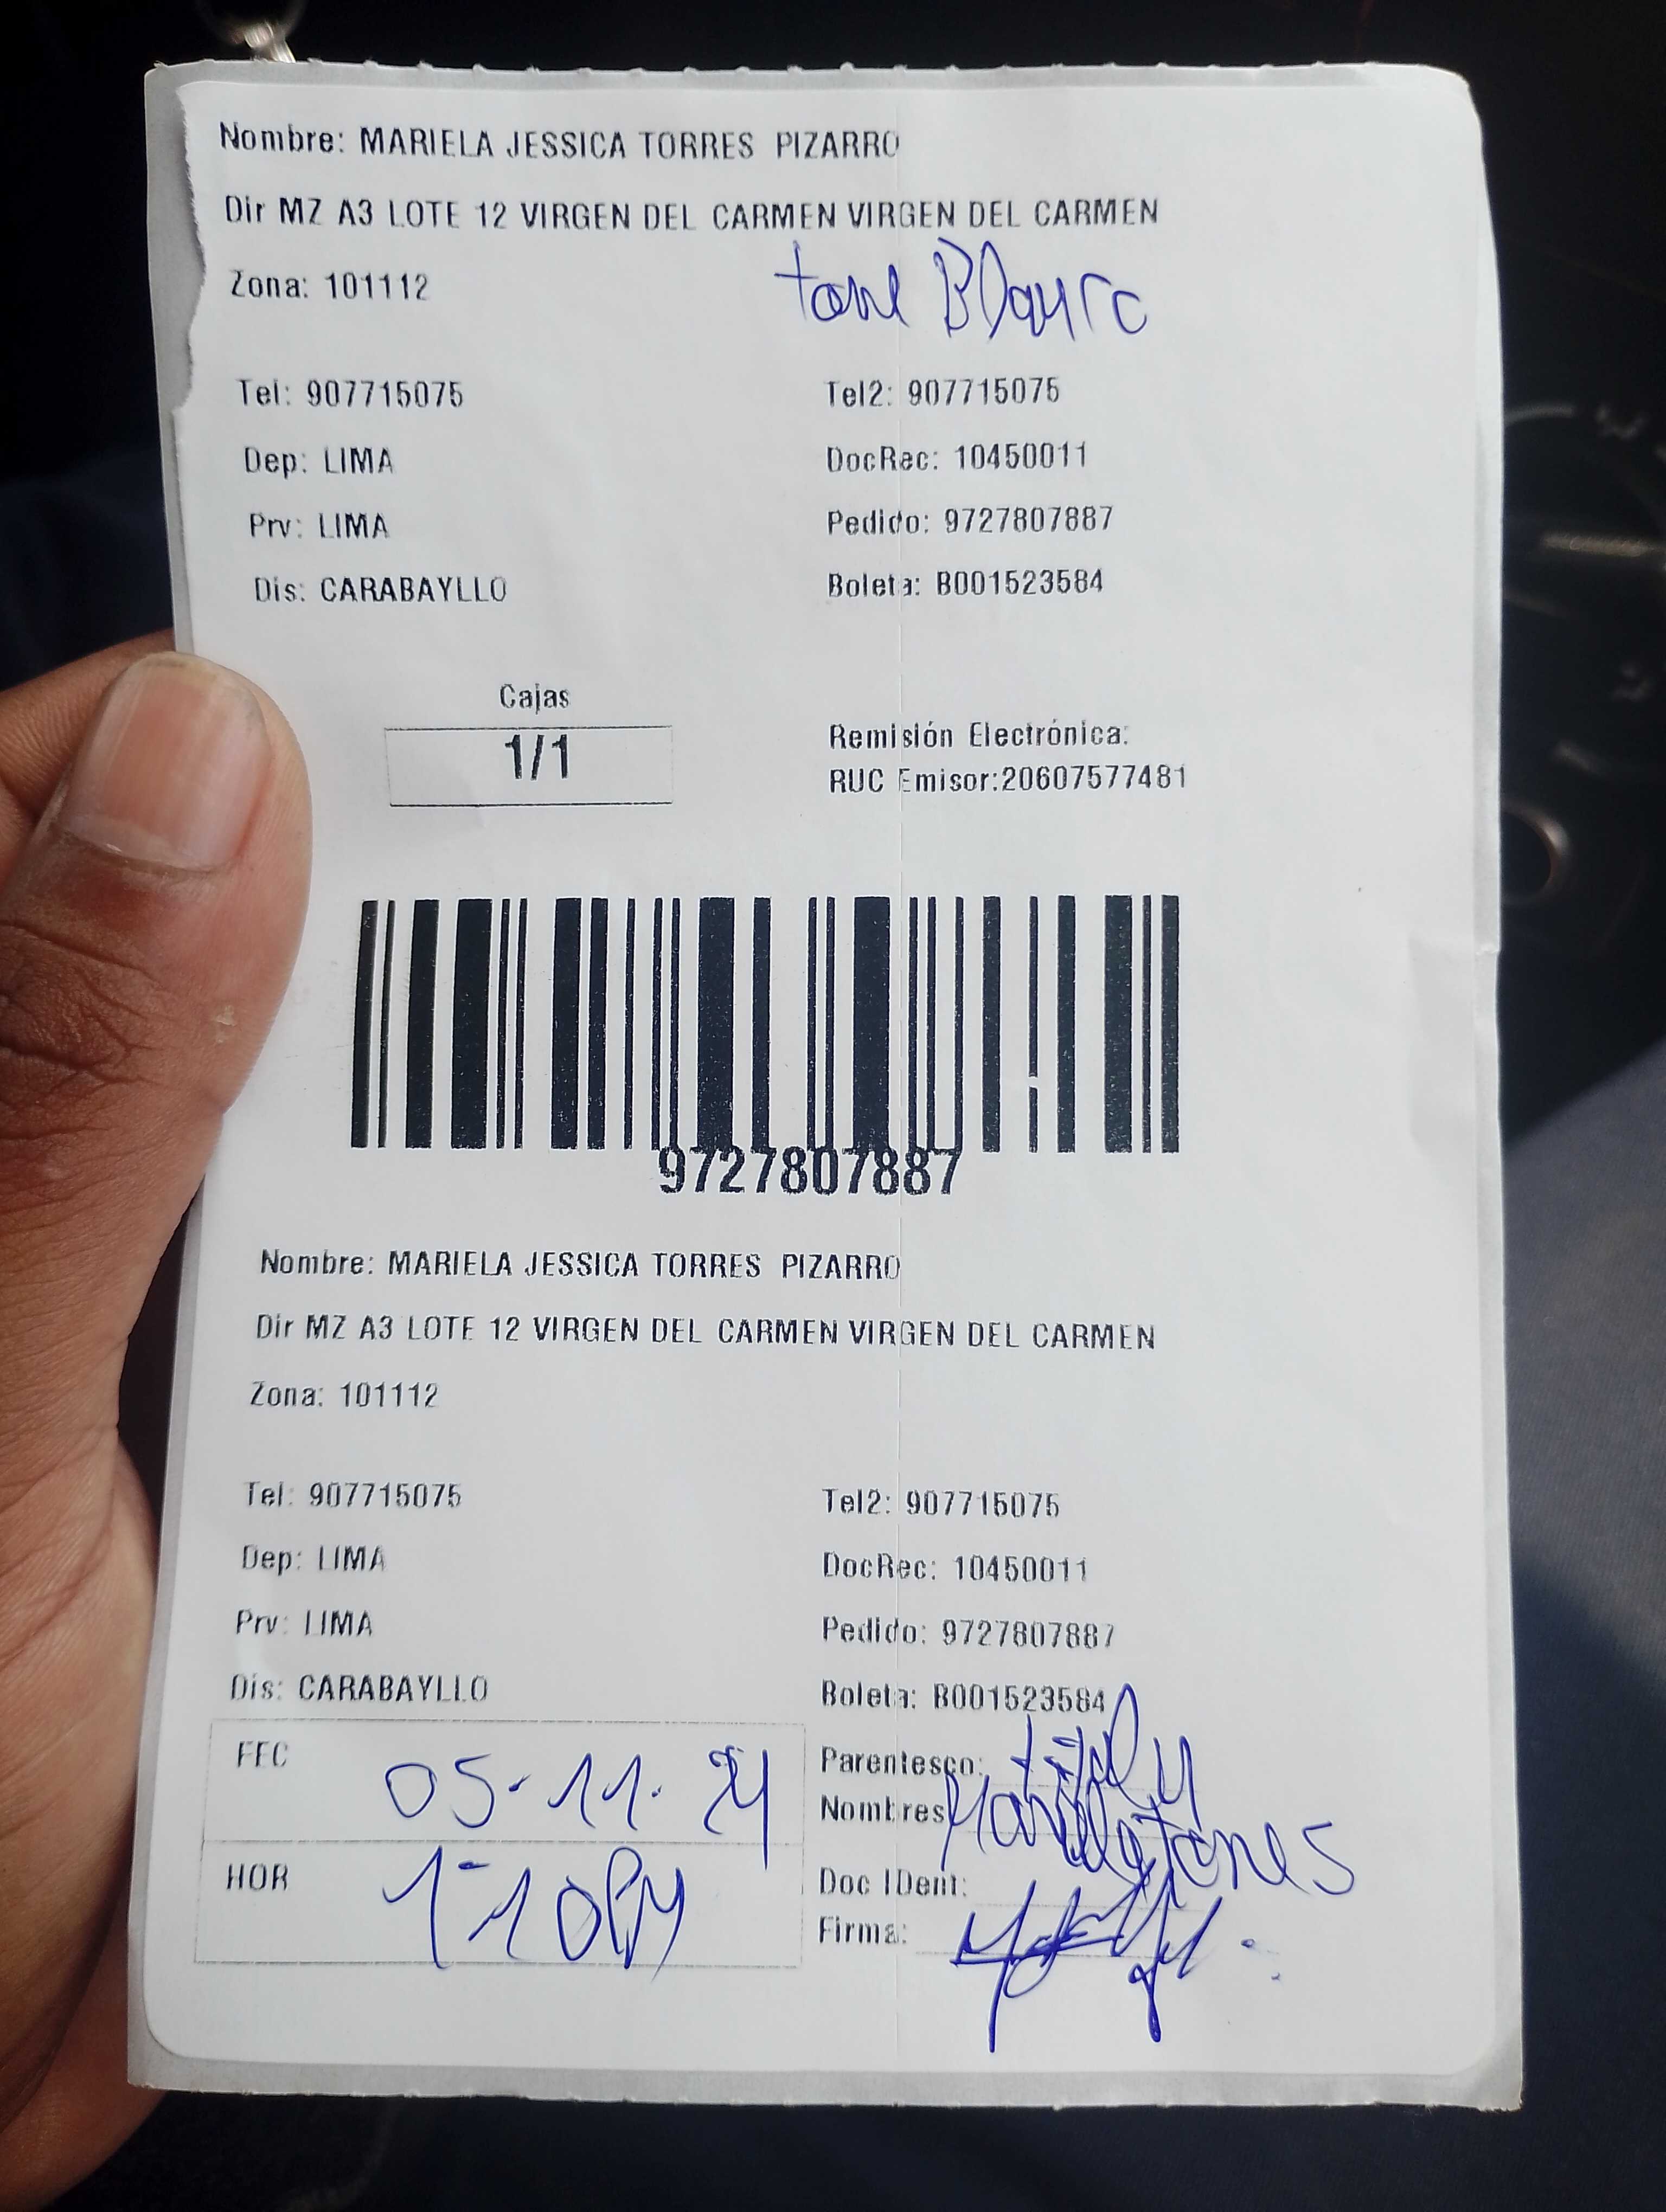 Nombre: MARIELA JESSICA TORRES PIZARRO
Dir MZ A3 LOTE 12 VIRGEN DEL CARMEN VIRGEN DEL CARMEN
Zona: 101112
Tel: 907715075 Tel2: 907715075
Dep: LIMA DocRec: 10450011
Prv: LIMA Pedido: 9727807887
Dis: CARABAYLLO Boleta: B001523584
Cajas
1/1
Remisión Electrónica:
RUC Emisor:20607577481
9727807887
Nombre: MARIELA JESSICA TORRES PIZARRO
Dir MZ A3 LOTE 12 VIRGEN DEL CARMEN VIRGEN DEL CARMEN
Zona: 101112
Tel: 907715075 Tel2: 907715075
Dep: LIMA DocRec: 10450011
Prv: LIMA Pedido: 9727807887
Dis: CARABAYLLO Boleta: B001523584
FEC 05-11-24 Parentesco:
Nombres
HOR 1-10PM Doc IDent:
Firma: